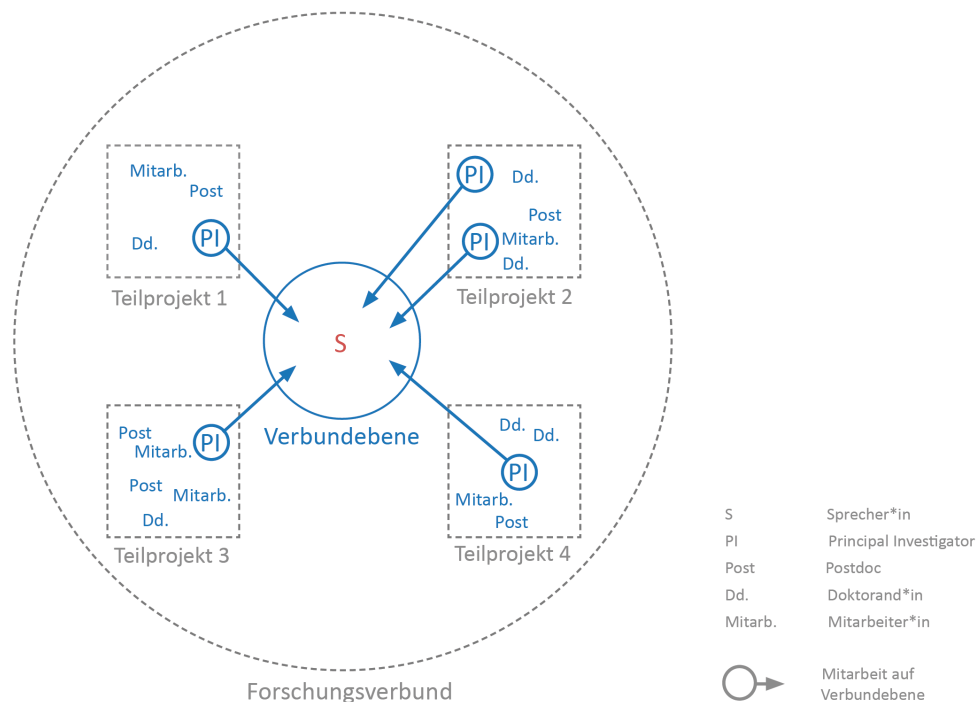 Mitarb.
Post
Dd.
PI
Teilprojekt 1
PI
Dd.
Post
PI
Mitarb.
Dd.
Teilprojekt 2
S
Verbundebene
Post
Mitarb.
PI
Post
Mitarb.
Dd.
Teilprojekt 3
Dd.
Dd.
PI
Mitarb.
Post
Teilprojekt 4
Forschungsverbund
S Sprecher*in
PI Principal Investigator
Post Postdoc
Dd. Doktorand*in
Mitarb. Mitarbeiter*in
Mitarbeit auf
Verbundebene